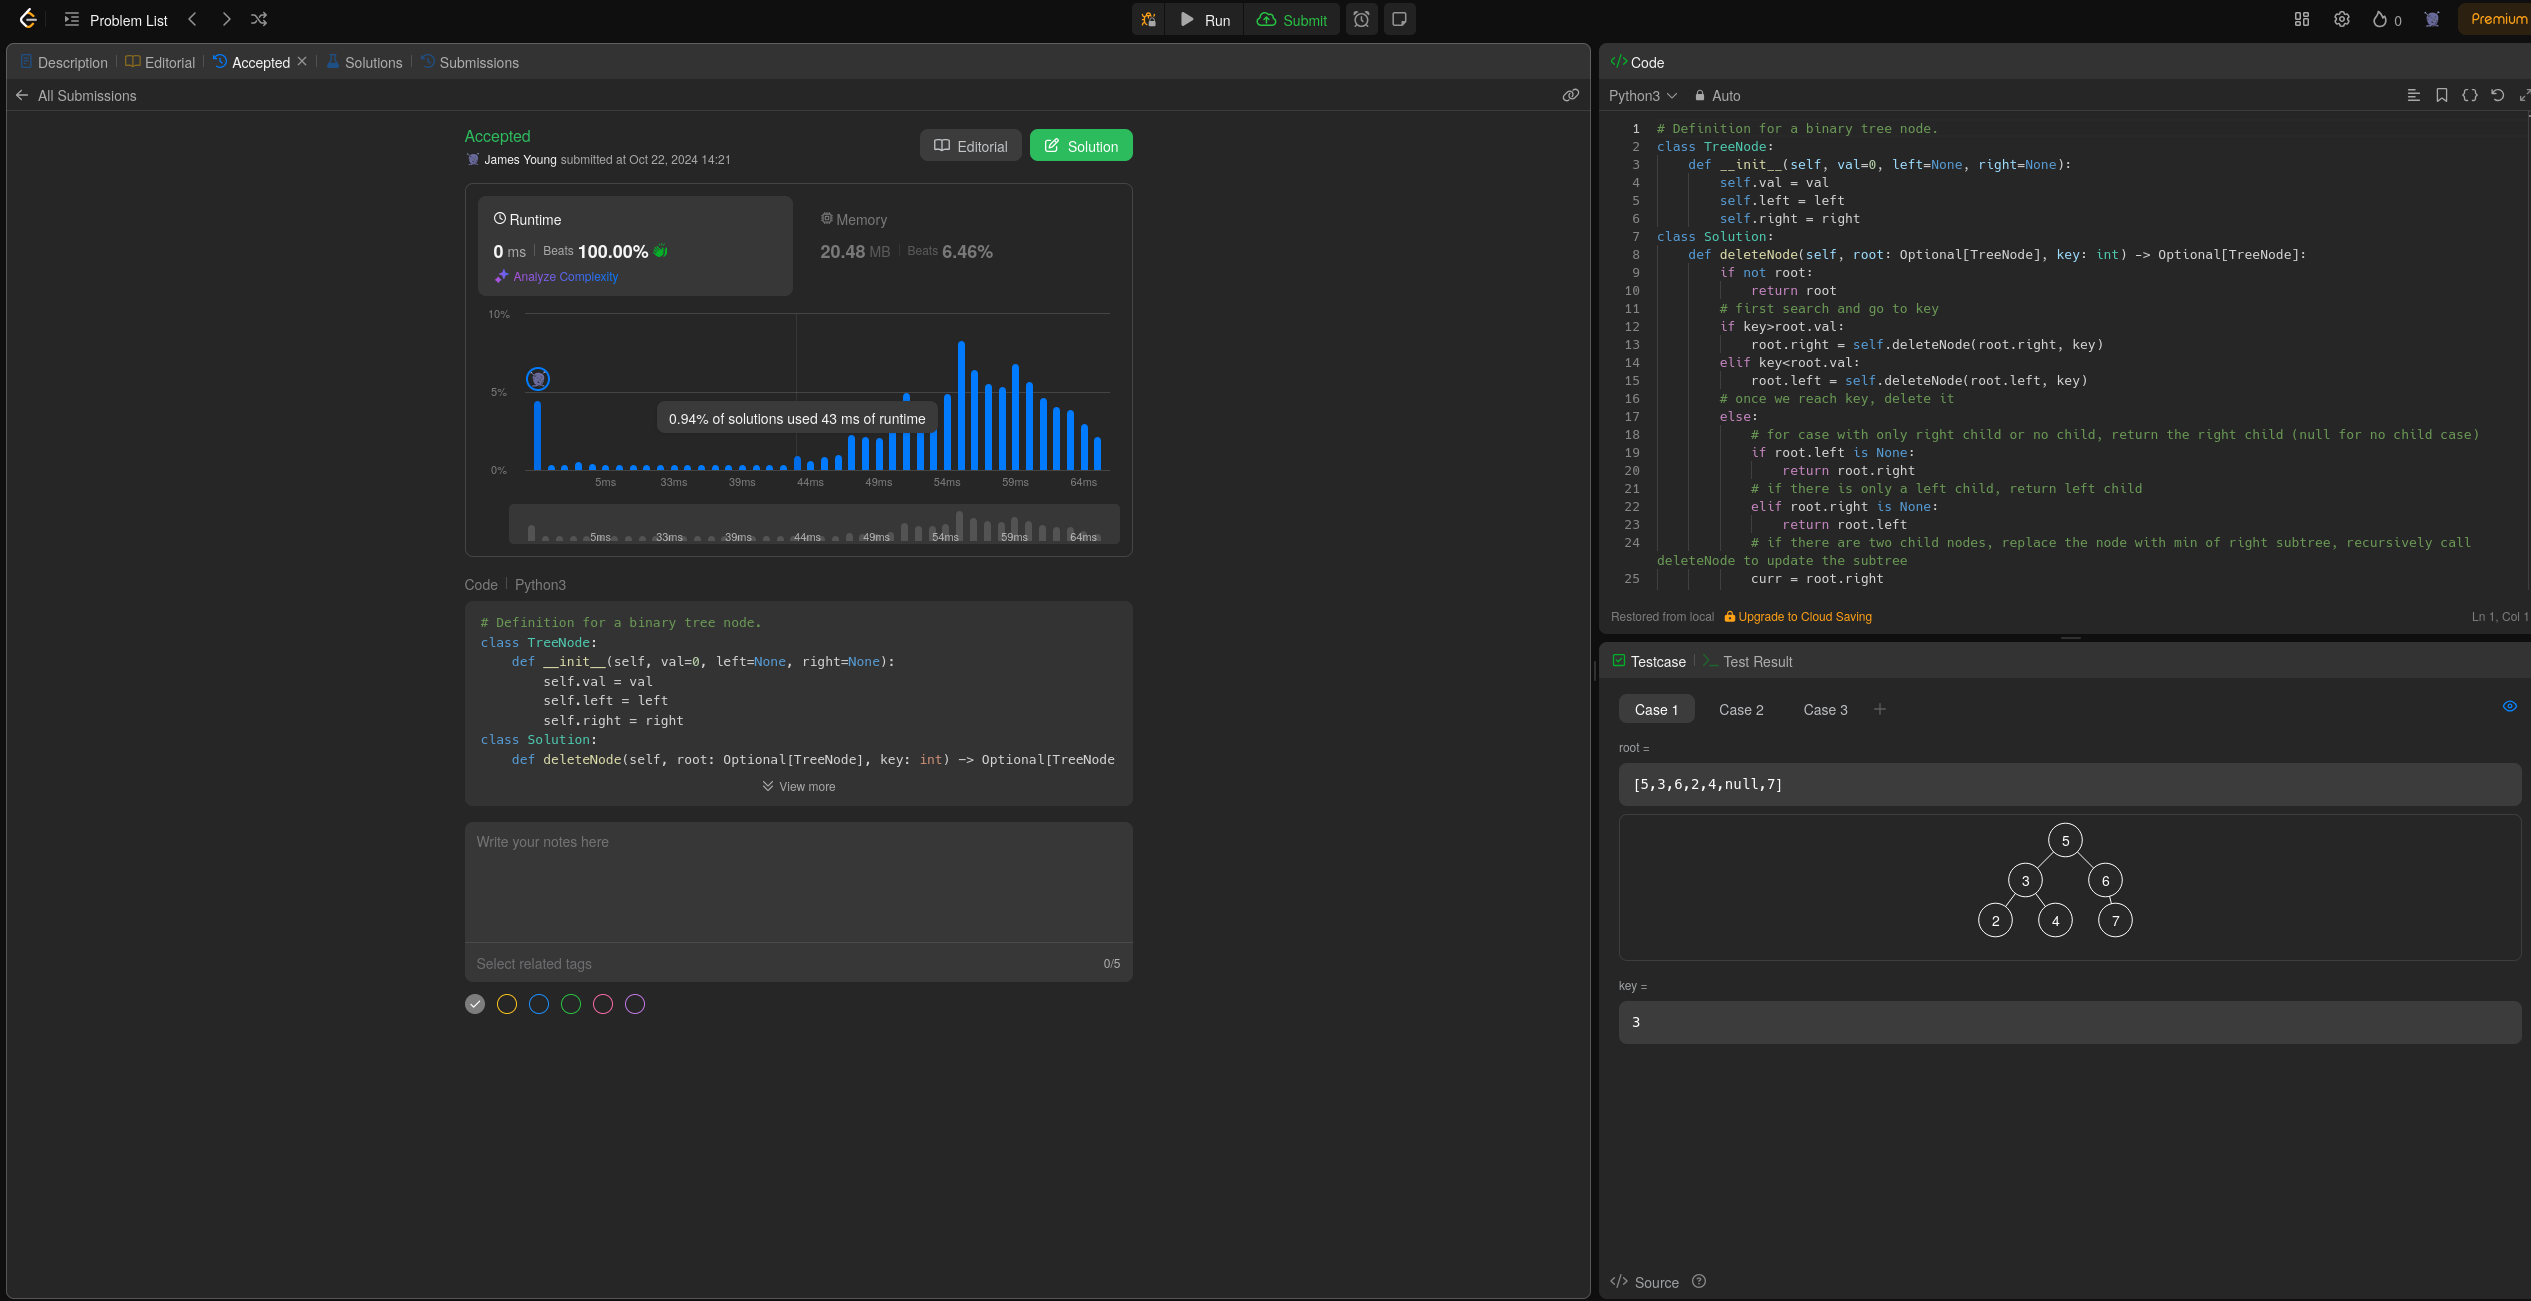 Problem List
Run
Submit
0
Premium
Description
Editorial
Accepted
Solutions
Submissions
All Submissions
Accepted
James Young submitted at Oct 22, 2024 14:21
Editorial
Solution
Runtime
0 ms
Beats 100.00%
Analyze Complexity
Memory
20.48 MB
Beats 6.46%
10%
5%
0%
0.94% of solutions used 43 ms of runtime
5ms 33ms 39ms 44ms 49ms 54ms 59ms 64ms
5ms 33ms 39ms 44ms 49ms 54ms 59ms 64ms
Code
Python3
# Definition for a binary tree node.
class TreeNode:
    def __init__(self, val=0, left=None, right=None):
        self.val = val
        self.left = left
        self.right = right
class Solution:
    def deleteNode(self, root: Optional[TreeNode], key: int) -> Optional[TreeNode
View more
Write your notes here
Select related tags
0/5
Code
Python3
Auto
1 # Definition for a binary tree node.
2 class TreeNode:
3     def __init__(self, val=0, left=None, right=None):
4         self.val = val
5         self.left = left
6         self.right = right
7 class Solution:
8     def deleteNode(self, root: Optional[TreeNode], key: int) -> Optional[TreeNode]:
9         if not root:
10             return root
11         # first search and go to key
12         if key>root.val:
13             root.right = self.deleteNode(root.right, key)
14         elif key<root.val:
15             root.left = self.deleteNode(root.left, key)
16         # once we reach key, delete it
17         else:
18             # for case with only right child or no child, return the right child (null for no child case)
19             if root.left is None:
20                 return root.right
21             # if there is only a left child, return left child
22             elif root.right is None:
23                 return root.left
24             # if there are two child nodes, replace the node with min of right subtree, recursively call
deleteNode to update the subtree
25             curr = root.right
Restored from local
Upgrade to Cloud Saving
Ln 1, Col 1
Testcase
Test Result
Case 1
Case 2
Case 3
root =
[5,3,6,2,4,null,7]
5
3 6
2 4 7
key =
3
Source